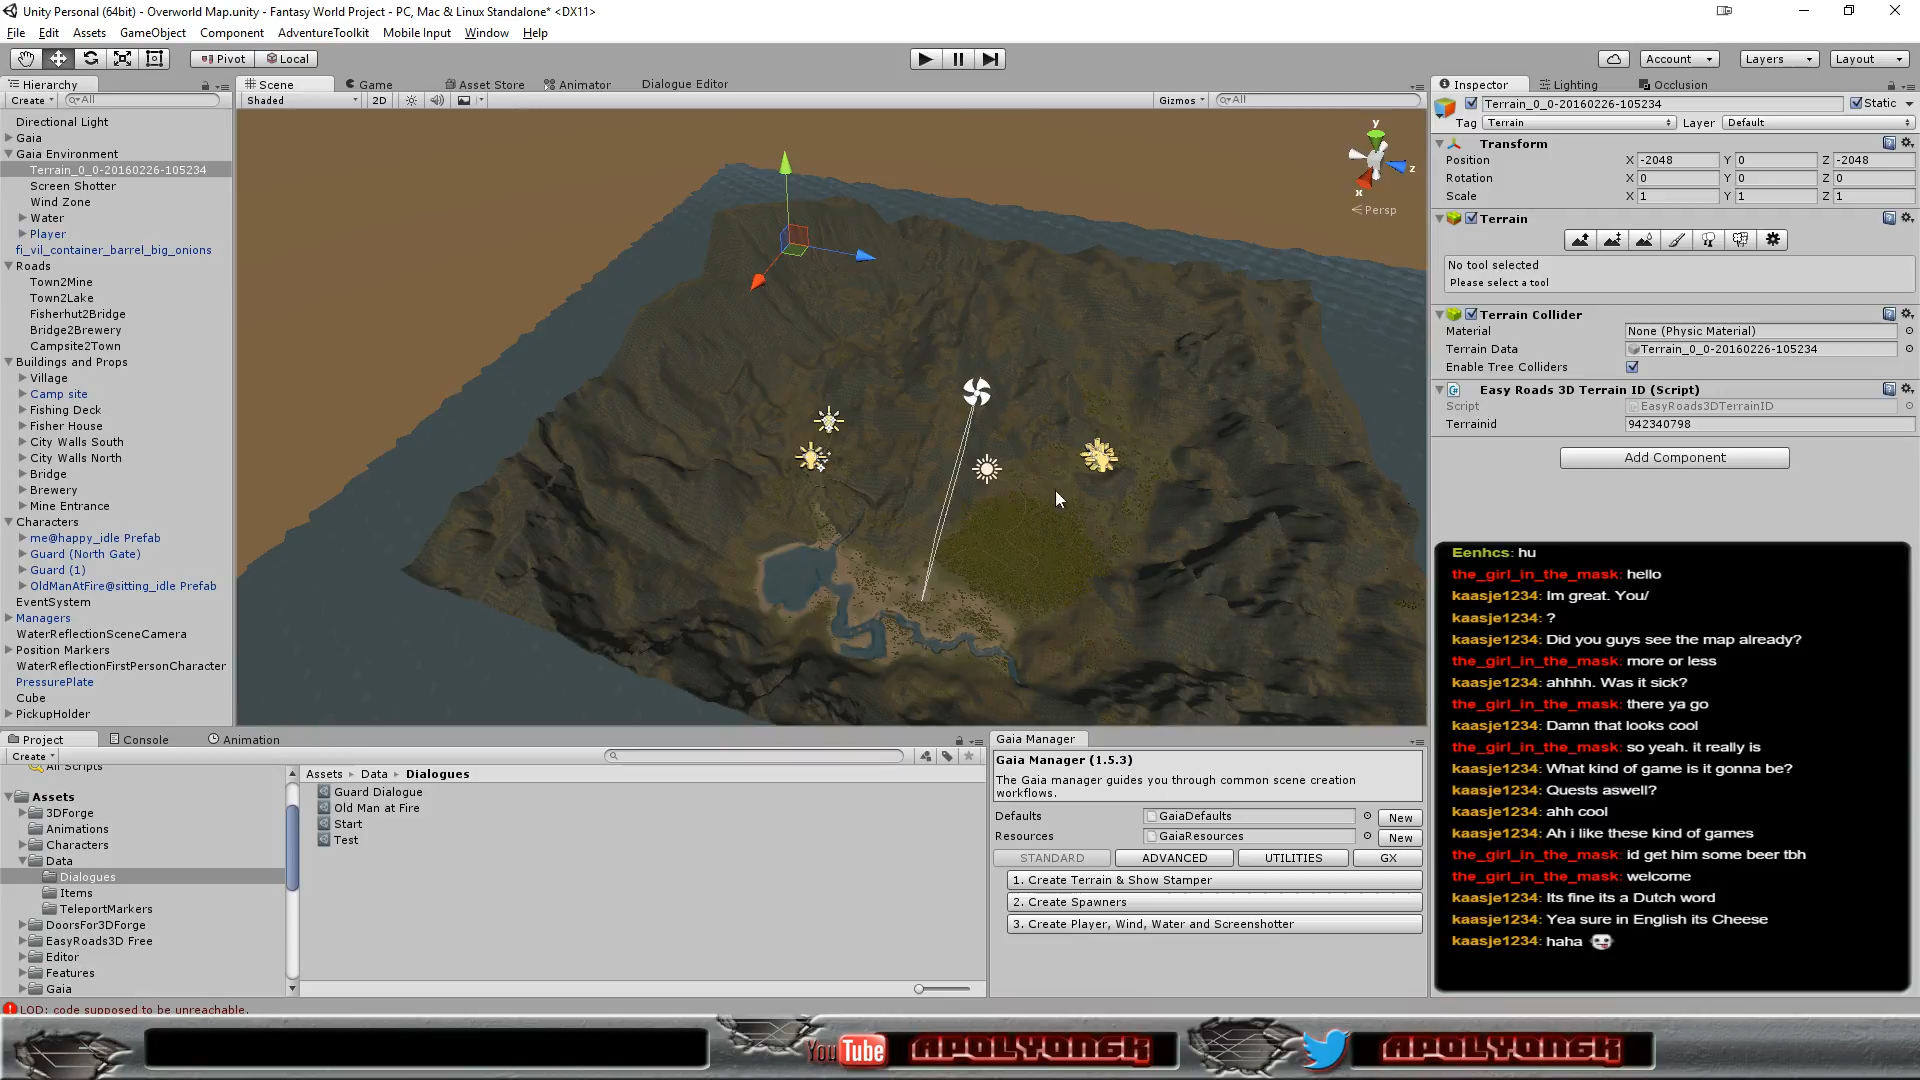 Unity Personal (64bit) - Overworld Map.unity - Fantasy World Project - PC, Mac & Linux Standalone* <DX11>
File Edit Assets GameObject Component AdventureToolkit Mobile Input Window Help
Pivot Local Account Layers Layout
Hierarchy
Create All
Directional Light
Gaia
Gaia Environment
Terrain_0_0-20160226-105234
Screen Shotter
Wind Zone
Water
Player
fi_vil_container_barrel_big_onions
Roads
Town2Mine
Town2Lake
Fisherhut2Bridge
Bridge2Brewery
Campsite2Town
Buildings and Props
Village
Camp site
Fishing Deck
Fisher House
City Walls South
City Walls North
Bridge
Brewery
Mine Entrance
Characters
me@happy_idle Prefab
Guard (North Gate)
Guard (1)
OldManAtFire@sitting_idle Prefab
EventSystem
Managers
WaterReflectionSceneCamera
Position Markers
WaterReflectionFirstPersonCharacter
PressurePlate
Cube
PickupHolder
Scene Game Asset Store Animator Dialogue Editor
Shaded 2D Gizmos All
y
z
x
Persp
Inspector Lighting Occlusion
Terrain_0_0-20160226-105234 Static
Tag Terrain Layer Default
Transform
Position X -2048 Y 0 Z -2048
Rotation X 0 Y 0 Z 0
Scale X 1 Y 1 Z 1
Terrain
No tool selected
Please select a tool
Terrain Collider
Material None (Physic Material)
Terrain Data Terrain_0_0-20160226-105234
Enable Tree Colliders
Easy Roads 3D Terrain ID (Script)
Script EasyRoads3DTerrainID
Terrainid 942340798
Add Component
Eenhcs: hu
the_girl_in_the_mask: hello
kaasje1234: Im great. You/
kaasje1234: ?
kaasje1234: Did you guys see the map already?
the_girl_in_the_mask: more or less
kaasje1234: ahhhh. Was it sick?
the_girl_in_the_mask: there ya go
kaasje1234: Damn that looks cool
the_girl_in_the_mask: so yeah. it really is
kaasje1234: What kind of game is it gonna be?
kaasje1234: Quests aswell?
kaasje1234: ahh cool
kaasje1234: Ah i like these kind of games
the_girl_in_the_mask: id get him some beer tbh
the_girl_in_the_mask: welcome
kaasje1234: Its fine its a Dutch word
kaasje1234: Yea sure in English its Cheese
kaasje1234: haha
Project Console Animation
Create
All Scripts
Assets
3DForge
Animations
Characters
Data
Dialogues
Items
TeleportMarkers
DoorsFor3DForge
EasyRoads3D Free
Editor
Features
Gaia
Assets Data Dialogues
Guard Dialogue
Old Man at Fire
Start
Test
Gaia Manager
Gaia Manager (1.5.3)
The Gaia manager guides you through common scene creation
workflows.
Defaults GaiaDefaults New
Resources GaiaResources New
STANDARD ADVANCED UTILITIES GX
1. Create Terrain & Show Stamper
2. Create Spawners
3. Create Player, Wind, Water and Screenshotter
LOD: code supposed to be unreachable.
YouTube APOLYONGK APOLYONGK